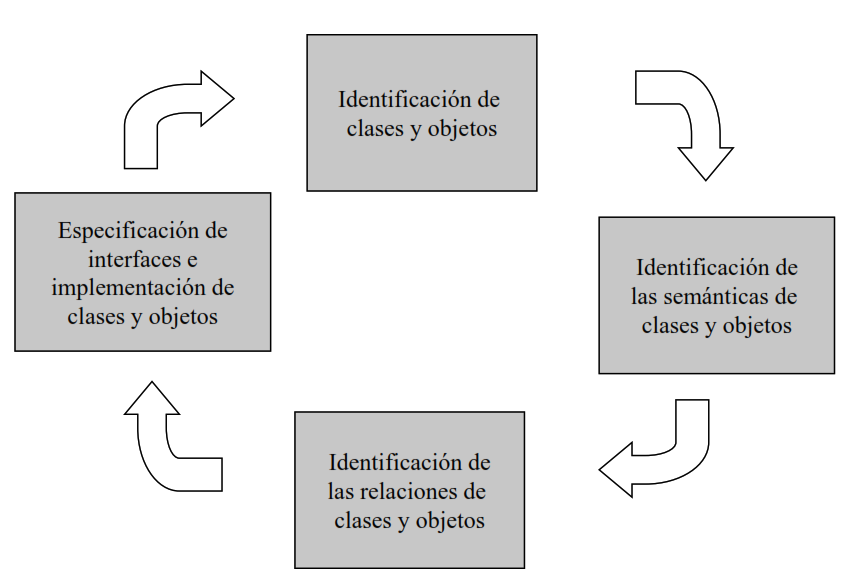 Identificación de
clases y objetos
Especificación de
interfaces e
implementación de
clases y objetos
Identificación de
las semánticas de
clases y objetos
Identificación de
las relaciones de
clases y objetos